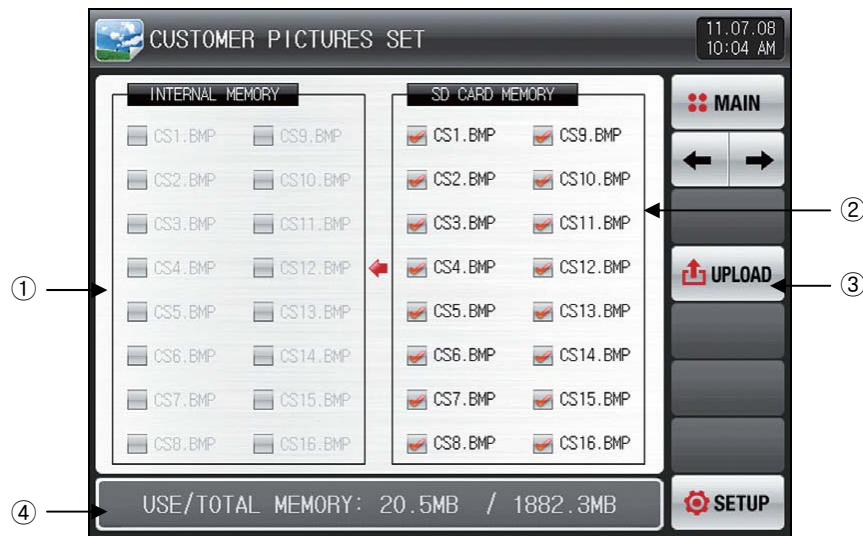 CUSTOMER PICTURES SET
11.07.08
10:04 AM
INTERNAL MEMORY
SD CARD MEMORY
CS1.BMP CS9.BMP CS1.BMP CS9.BMP
CS2.BMP CS10.BMP CS2.BMP CS10.BMP
CS3.BMP CS11.BMP CS3.BMP CS11.BMP
CS4.BMP CS12.BMP CS4.BMP CS12.BMP
CS5.BMP CS13.BMP CS5.BMP CS13.BMP
CS6.BMP CS14.BMP CS6.BMP CS14.BMP
CS7.BMP CS15.BMP CS7.BMP CS15.BMP
CS8.BMP CS16.BMP CS8.BMP CS16.BMP
MAIN
UPLOAD
SETUP
USE/TOTAL MEMORY: 20.5MB / 1882.3MB
①
②
③
④